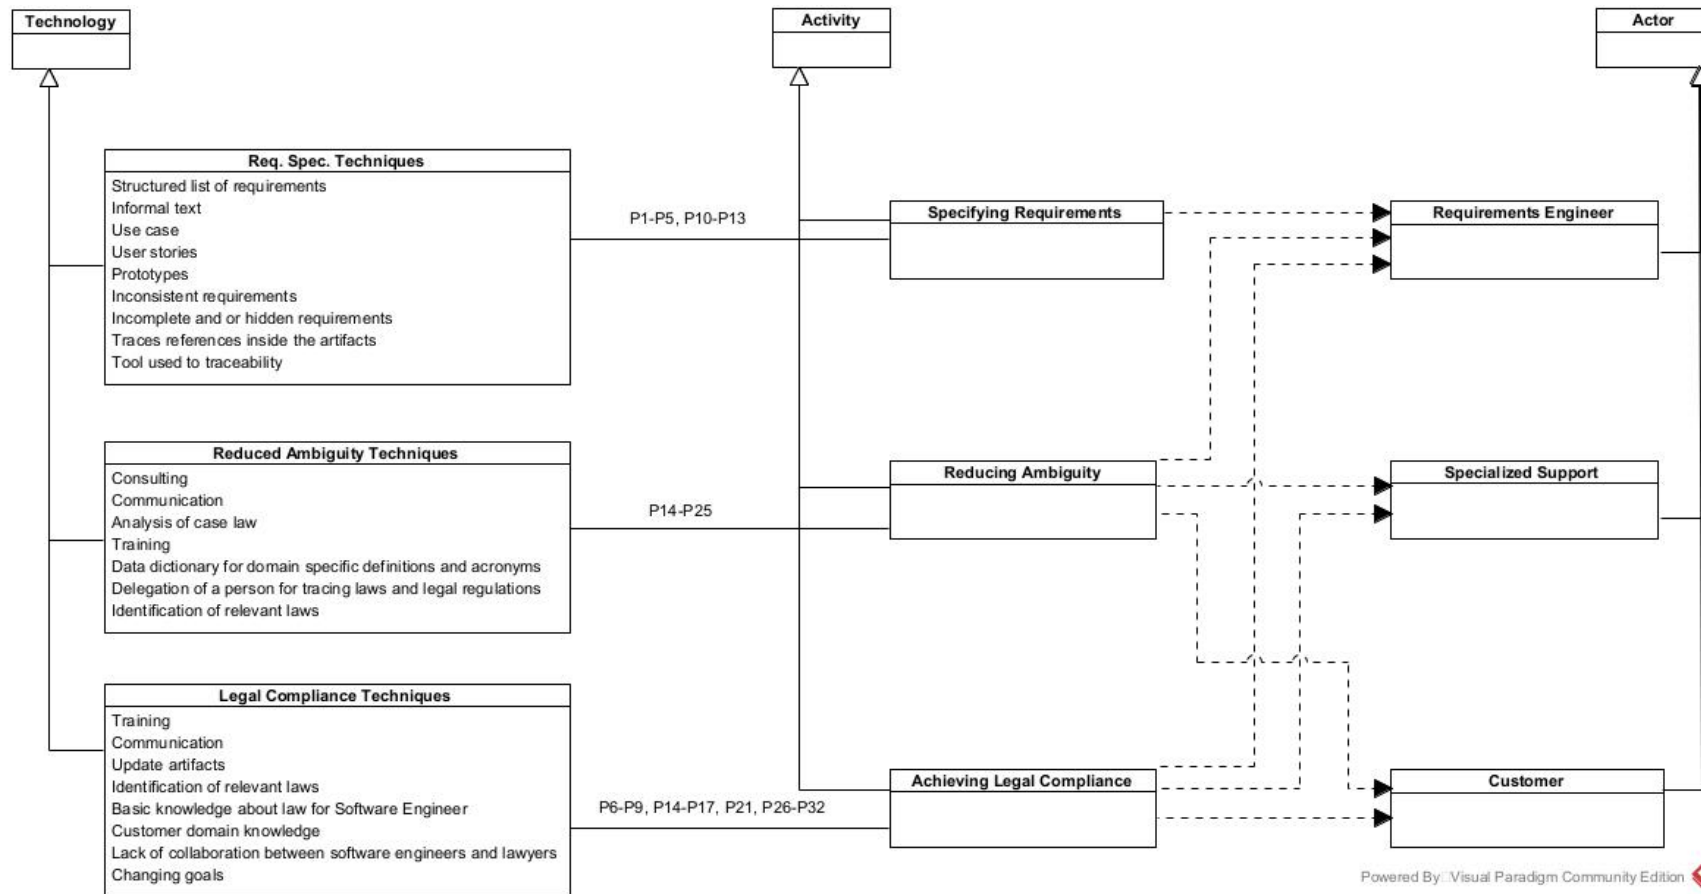 Technology
Activity
Actor
Req. Spec. Techniques
Structured list of requirements
Informal text
Use case
User stories
Prototypes
Inconsistent requirements
Incomplete and or hidden requirements
Traces references inside the artifacts
Tool used to traceability
P1-P5, P10-P13
Specifying Requirements
Requirements Engineer
Reduced Ambiguity Techniques
Consulting
Communication
Analysis of case law
Training
Data dictionary for domain specific definitions and acronyms
Delegation of a person for tracing laws and legal regulations
Identification of relevant laws
P14-P25
Reducing Ambiguity
Specialized Support
Legal Compliance Techniques
Training
Communication
Update artifacts
Identification of relevant laws
Basic knowledge about law for Software Engineer
Customer domain knowledge
Lack of collaboration between software engineers and lawyers
Changing goals
P6-P9, P14-P17, P21, P26-P32
Achieving Legal Compliance
Customer
Powered By Visual Paradigm Community Edition